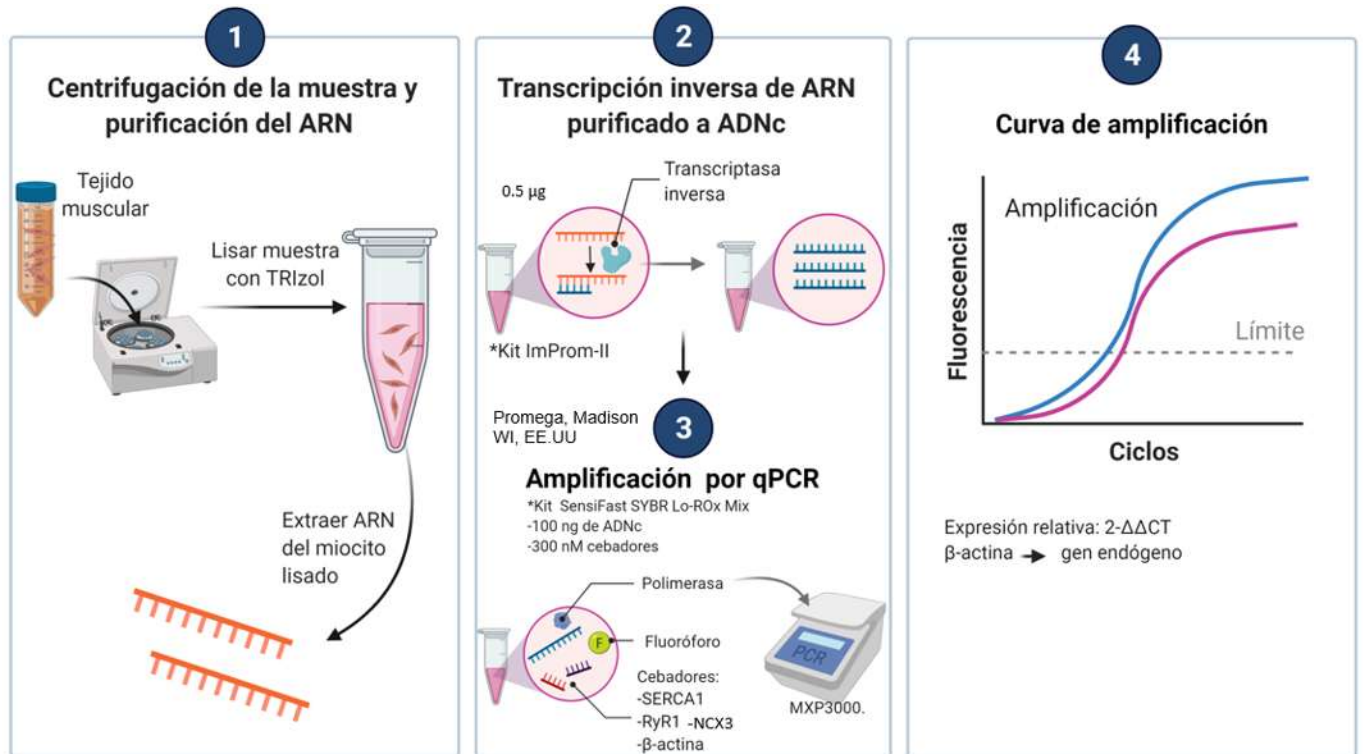 1
Centrifugación de la muestra y
purificación del ARN
Tejido
muscular
Lisar muestra
con TRIzol
Extraer ARN
del miocito
lisado
2
Transcripción inversa de ARN
purificado a ADNc
0.5 µg
Transcriptasa
inversa
*Kit ImProm-II
Promega, Madison
WI, EE.UU
3
Amplificación por qPCR
*Kit SensiFast SYBR Lo-ROx Mix
-100 ng de ADNc
-300 nM cebadores
Polimerasa
F
Fluoróforo
Cebadores:
-SERCA1
-RyR1 -NCX3
-β-actina
PCR
MXP3000.
4
Curva de amplificación
Amplificación
Límite
Fluorescencia
Ciclos
Expresión relativa: 2-ΔΔCT
β-actina → gen endógeno